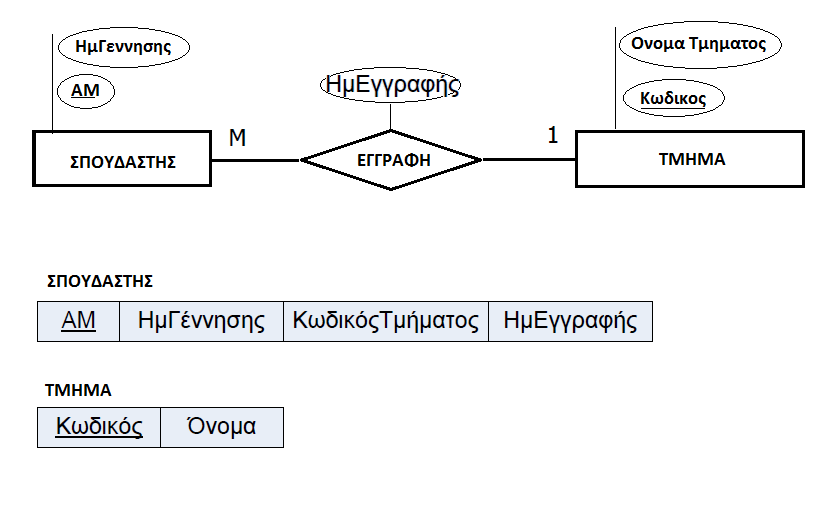 ΗμΓεννησης
ΑΜ
ΗμΕγγραφής
Ονομα Τμηματος
Κωδικος
ΣΠΟΥΔΑΣΤΗΣ
Μ
ΕΓΓΡΑΦΗ
1
ΤΜΗΜΑ
ΣΠΟΥΔΑΣΤΗΣ
ΑΜ ΗμΓέννησης ΚωδικόςΤμήματος ΗμΕγγραφής
ΤΜΗΜΑ
Κωδικός Όνομα